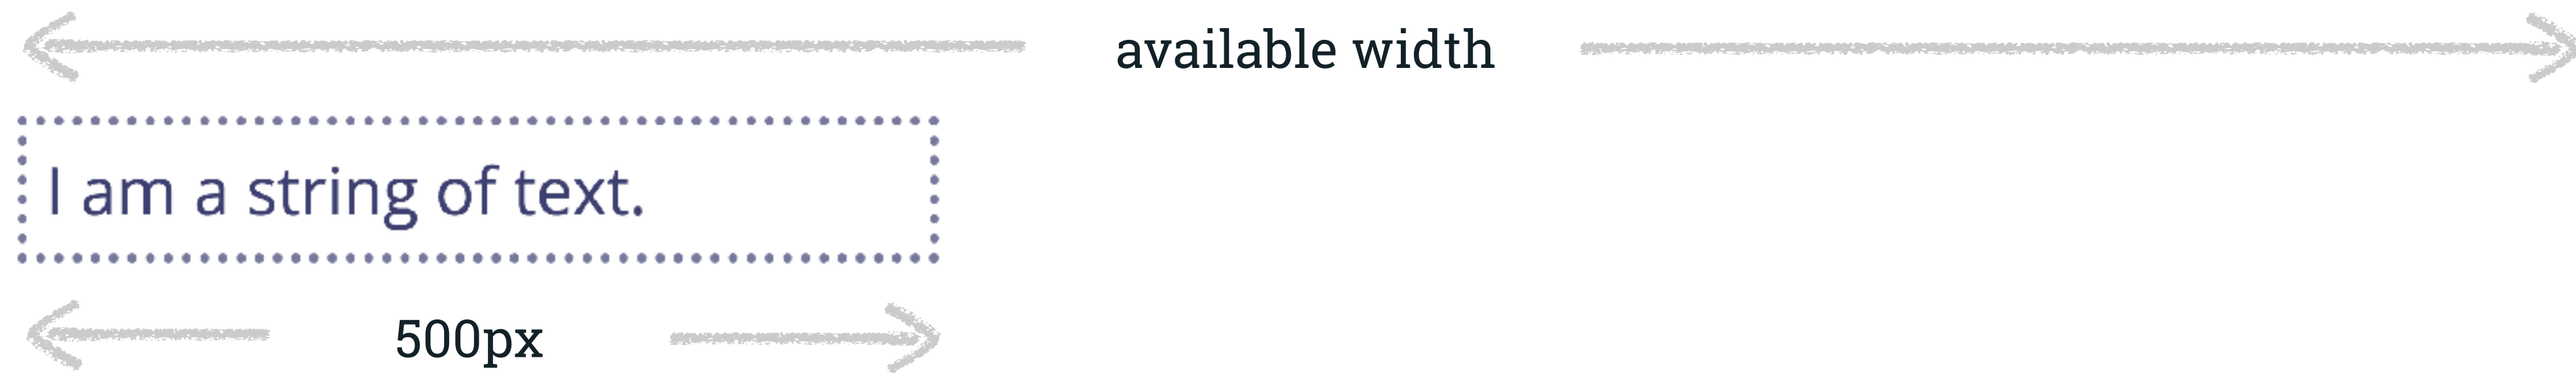 available width
I am a string of text.
500px